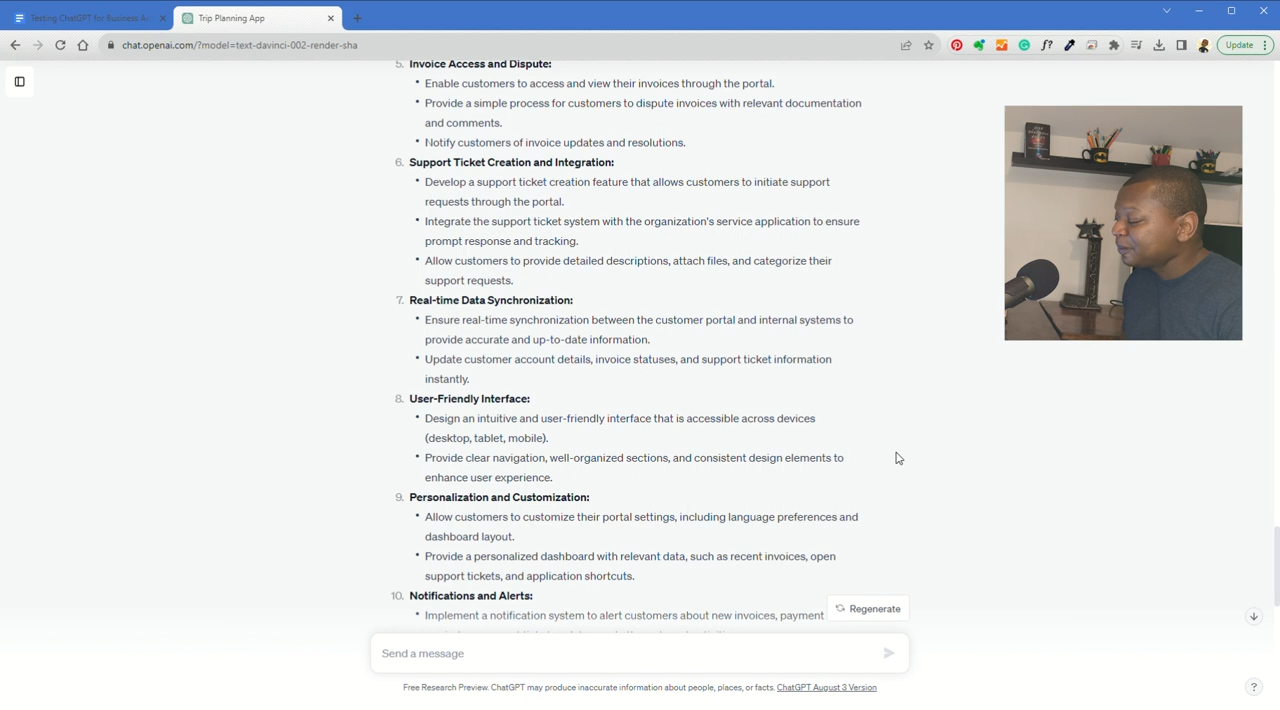 Testing ChatGPT for Business A
Trip Planning App
chat.openai.com/?model=text-davinci-002-render-sha
Update
5. Invoice Access and Dispute:
• Enable customers to access and view their invoices through the portal.
• Provide a simple process for customers to dispute invoices with relevant documentation
and comments.
• Notify customers of invoice updates and resolutions.
6. Support Ticket Creation and Integration:
• Develop a support ticket creation feature that allows customers to initiate support
requests through the portal.
• Integrate the support ticket system with the organization's service application to ensure
prompt response and tracking.
• Allow customers to provide detailed descriptions, attach files, and categorize their
support requests.
7. Real-time Data Synchronization:
• Ensure real-time synchronization between the customer portal and internal systems to
provide accurate and up-to-date information.
• Update customer account details, invoice statuses, and support ticket information
instantly.
8. User-Friendly Interface:
• Design an intuitive and user-friendly interface that is accessible across devices
(desktop, tablet, mobile).
• Provide clear navigation, well-organized sections, and consistent design elements to
enhance user experience.
9. Personalization and Customization:
• Allow customers to customize their portal settings, including language preferences and
dashboard layout.
• Provide a personalized dashboard with relevant data, such as recent invoices, open
support tickets, and application shortcuts.
10. Notifications and Alerts:
• Implement a notification system to alert customers about new invoices, payment
Regenerate
Send a message
Free Research Preview. ChatGPT may produce inaccurate information about people, places, or facts. ChatGPT August 3 Version
?